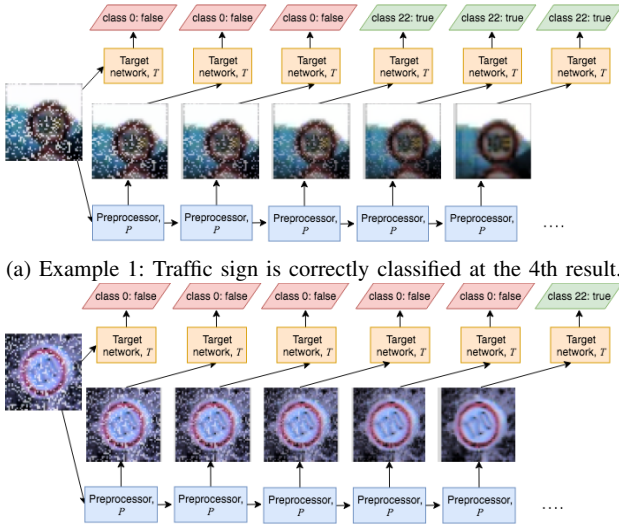 class 0: false class 0: false class 0: false class 22: true class 22: true class 22: true
Target network, T Target network, T Target network, T Target network, T Target network, T Target network, T
Preprocessor, P Preprocessor, P Preprocessor, P Preprocessor, P Preprocessor, P ....
(a) Example 1: Traffic sign is correctly classified at the 4th result.
class 0: false class 0: false class 0: false class 0: false class 0: false class 22: true
Target network, T Target network, T Target network, T Target network, T Target network, T Target network, T
Preprocessor, P Preprocessor, P Preprocessor, P Preprocessor, P Preprocessor, P ....